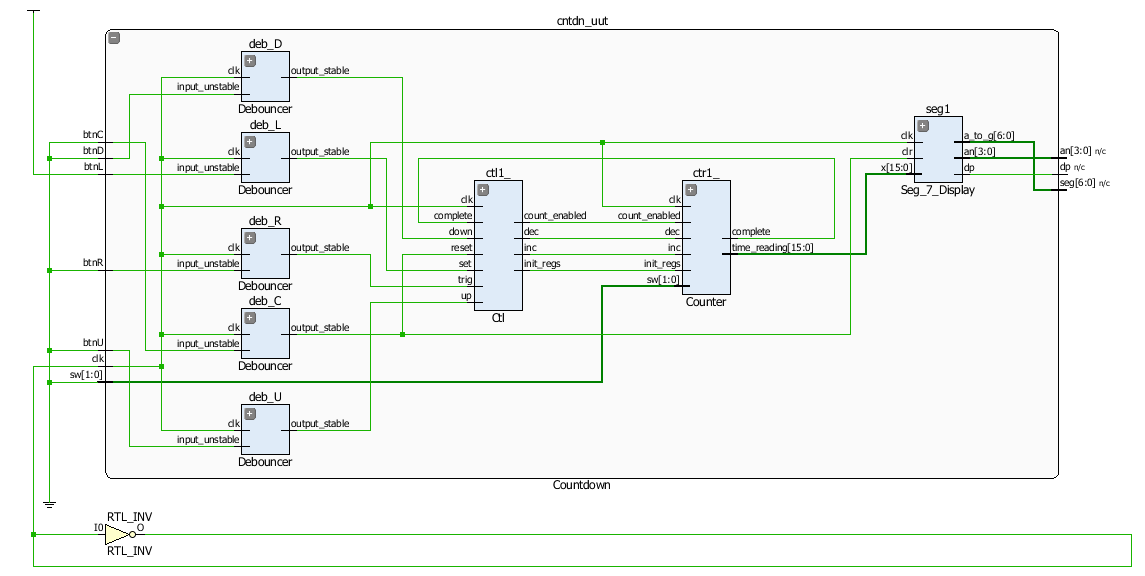 cntdn_uut
deb_D
clk
input_unstable
output_stable
Debouncer
deb_L
clk
input_unstable
output_stable
Debouncer
deb_R
clk
input_unstable
output_stable
Debouncer
deb_C
clk
input_unstable
output_stable
Debouncer
deb_U
clk
input_unstable
output_stable
Debouncer
btnC
btnD
btnL
btnR
btnU
clk
sw[1:0]
ctl1_
clk
complete
down
reset
set
trig
up
count_enabled
dec
inc
init_regs
Ctl
ctr1_
clk
count_enabled
dec
inc
init_regs
sw[1:0]
complete
time_reading[15:0]
Counter
seg1
clk
clr
x[15:0]
a_to_g[6:0]
an[3:0]
dp
Seg_7_Display
an[3:0] n/c
dp n/c
seg[6:0] n/c
Countdown
RTL_INV
I0
O
RTL_INV